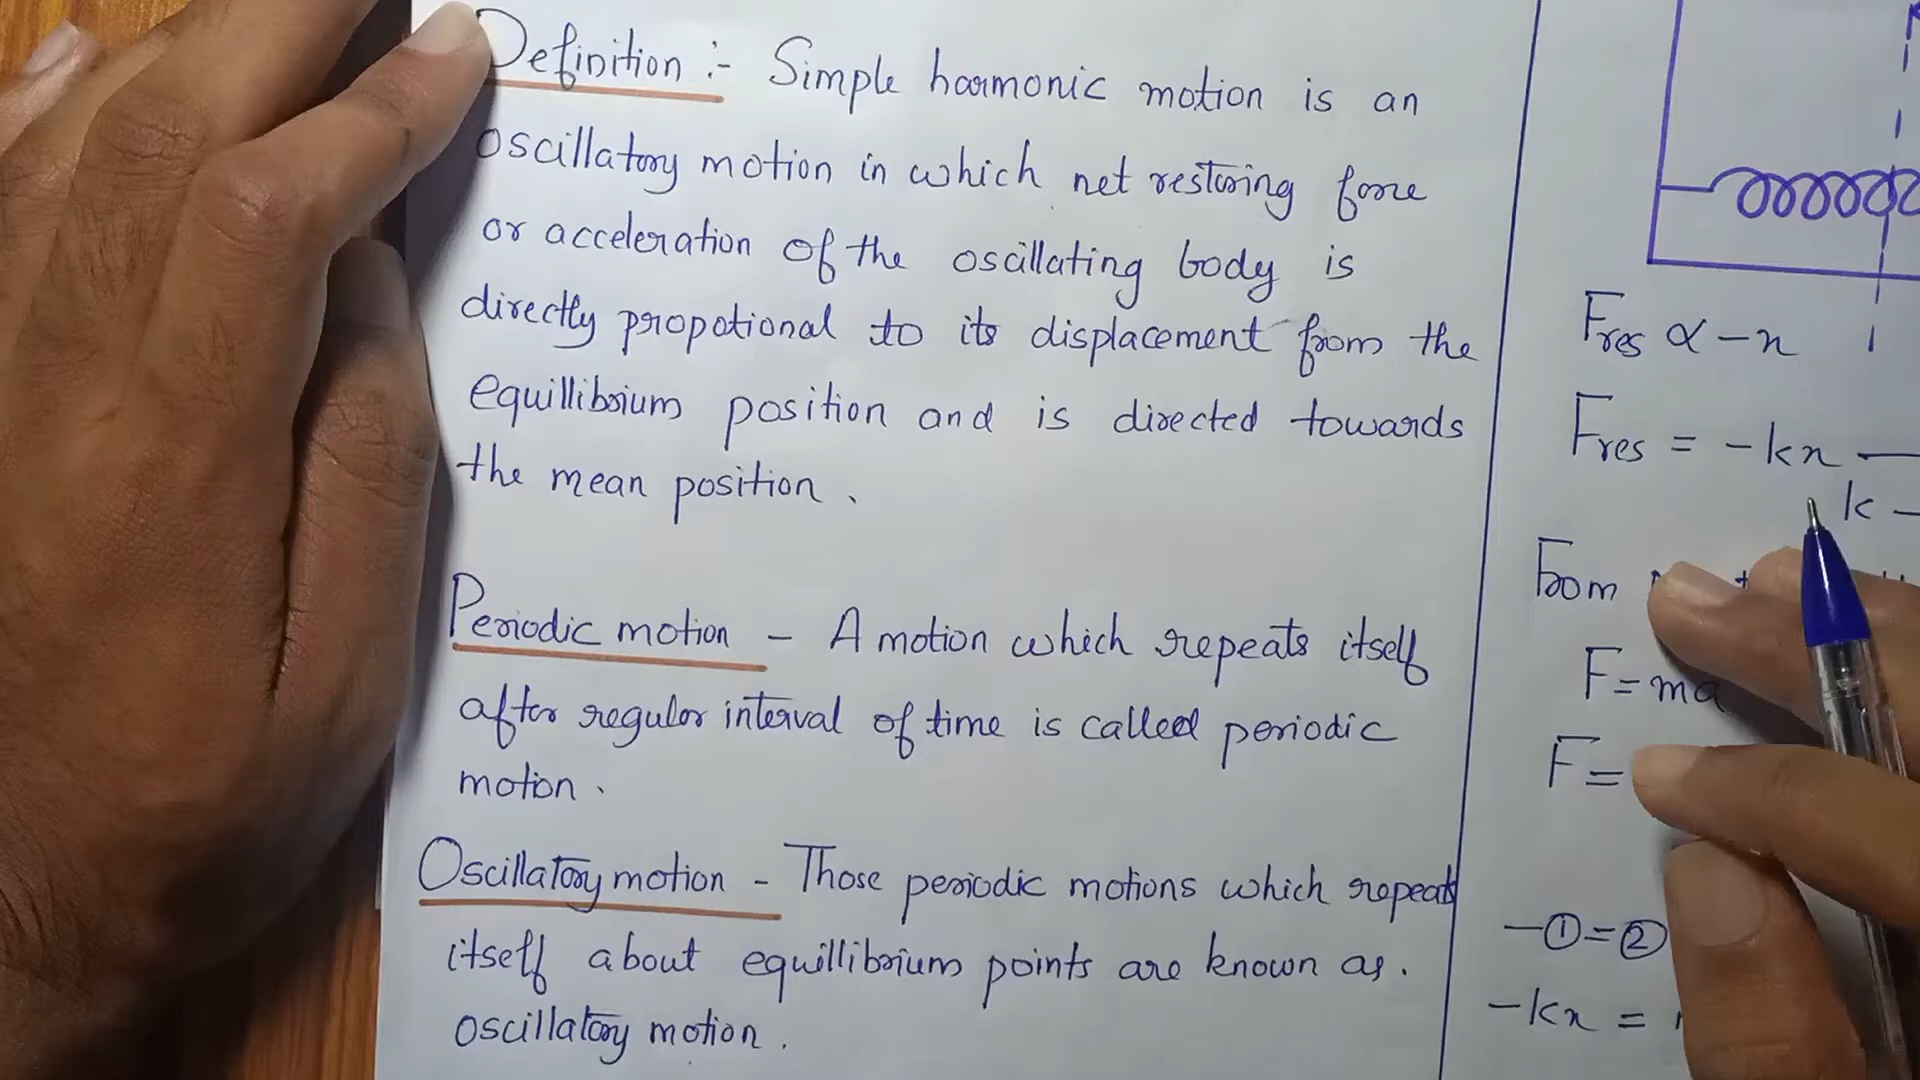 Definition :- Simple harmonic motion is an
oscillatory motion in which net restoring force
or acceleration of the oscillating body is
directly propotional to its displacement from the
equillibrium position and is directed towards
the mean position.
Periodic motion - A motion which repeats itself
after regular interval of time is called periodic
motion.
Oscillatory motion - Those periodic motions which repeats
itself about equillibrium points are known as.
oscillatory motion.
Fres ∝ -x
Fres = -kx —
k -
From
F = ma
F =
-① = ②
-kx =